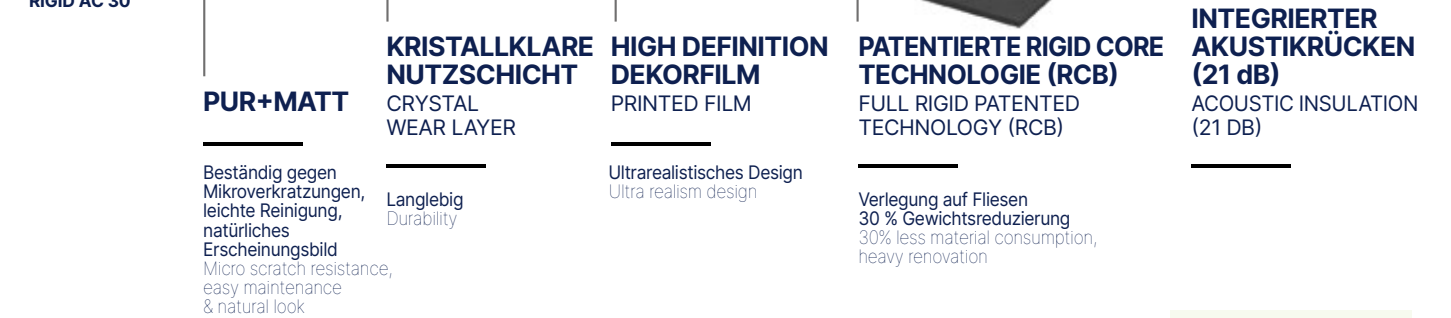 RIGID AC 30
PUR+MATT
Beständig gegen
Mikroverkratzungen,
leichte Reinigung,
natürliches
Erscheinungsbild
Micro scratch resistance,
easy maintenance
& natural look
KRISTALLKLARE
NUTZSCHICHT
CRYSTAL
WEAR LAYER
Langlebig
Durability
HIGH DEFINITION
DEKORFILM
PRINTED FILM
Ultrarealistisches Design
Ultra realism design
PATENTIERTE RIGID CORE
TECHNOLOGIE (RCB)
FULL RIGID PATENTED
TECHNOLOGY (RCB)
Verlegung auf Fliesen
30 % Gewichtsreduzierung
30% less material consumption,
heavy renovation
INTEGRIERTER
AKUSTIKRÜCKEN
(21 dB)
ACOUSTIC INSULATION
(21 DB)